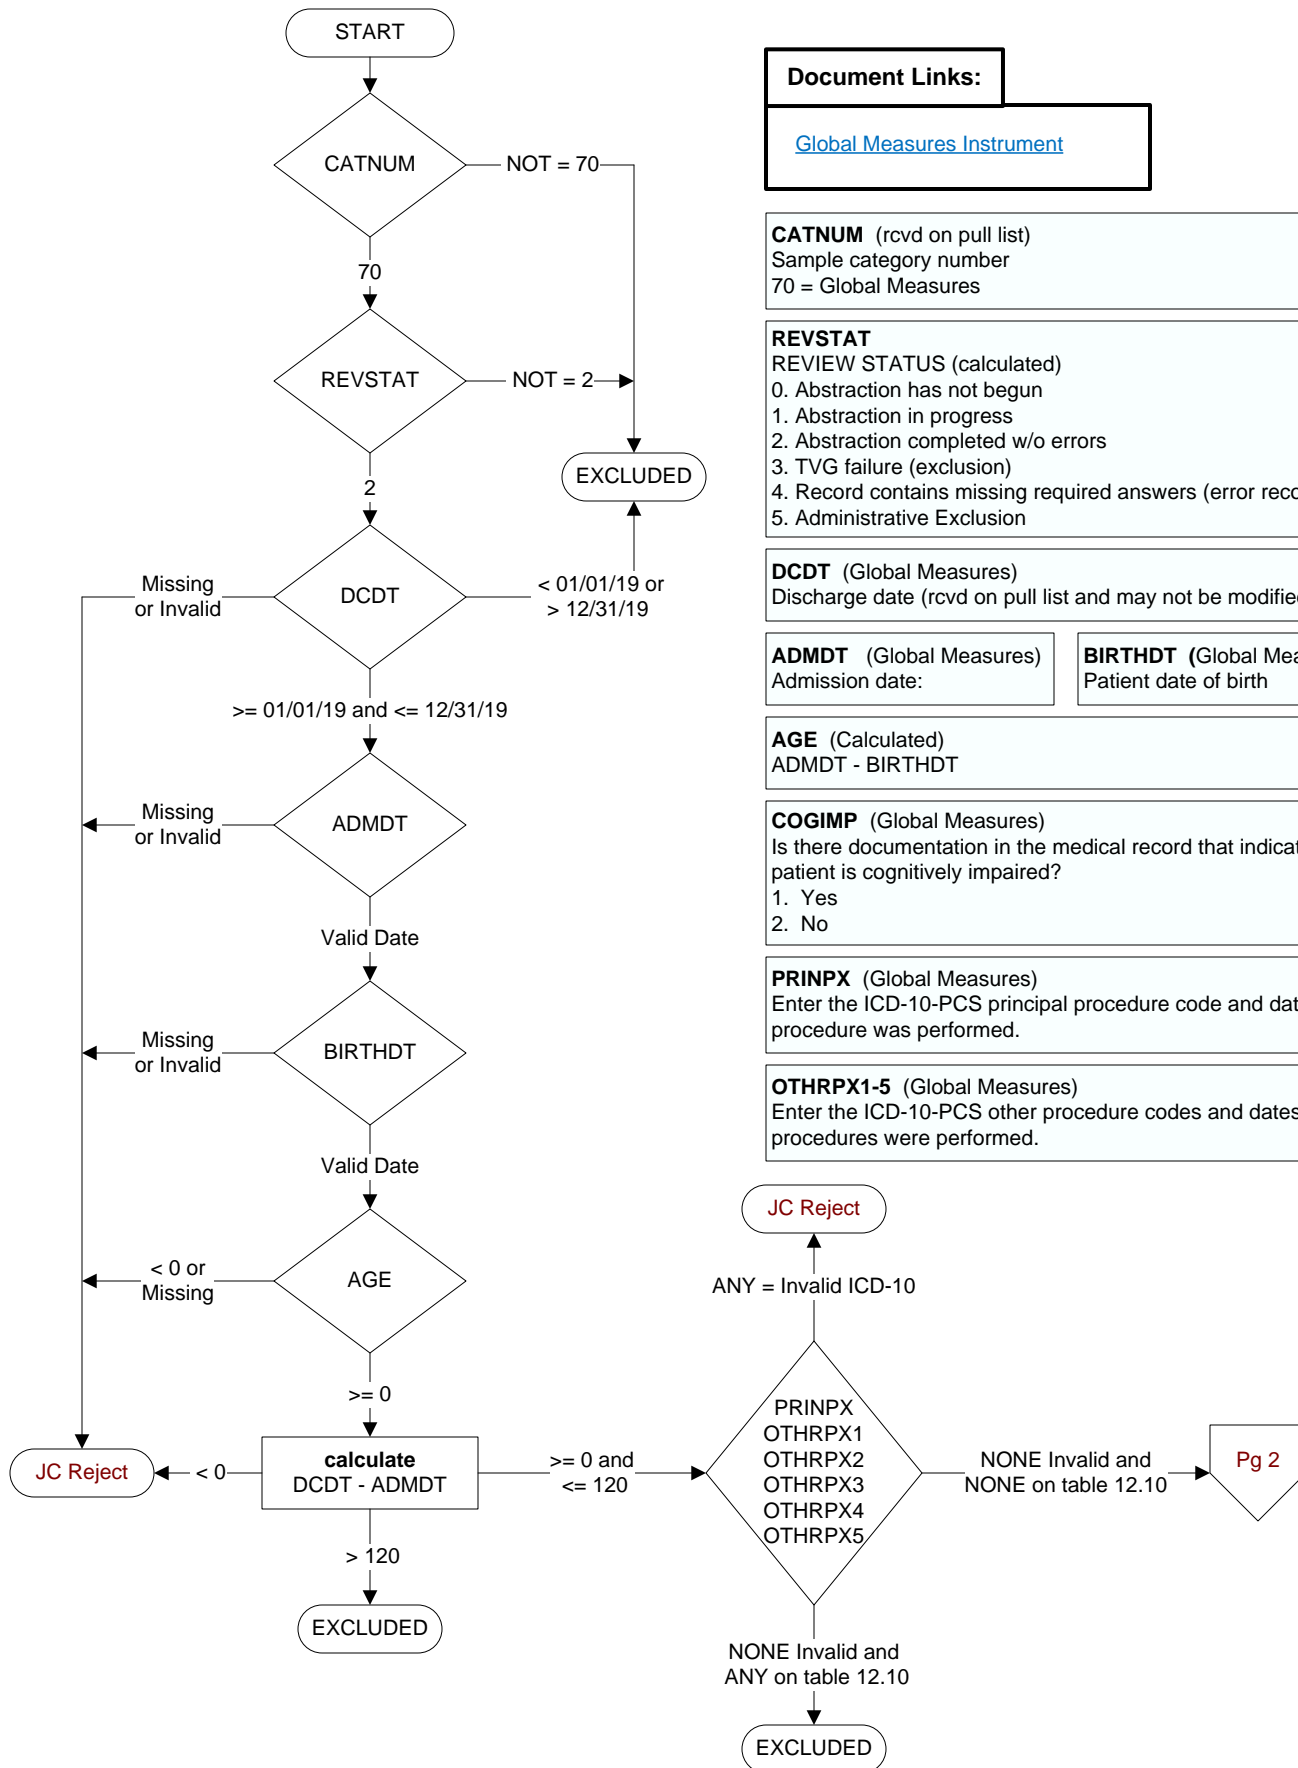 START
CATNUM
NOT = 70
70
REVSTAT
NOT = 2
2
EXCLUDED
DCDT
Missing
or Invalid
< 01/01/19 or
> 12/31/19
>= 01/01/19 and <= 12/31/19
ADMDT
Missing
or Invalid
Valid Date
BIRTHDT
Missing
or Invalid
Valid Date
AGE
< 0 or
Missing
>= 0
calculate
DCDT - ADMDT
< 0
JC Reject
> 120
EXCLUDED
>= 0 and
<= 120
PRINPX
OTHRPX1
OTHRPX2
OTHRPX3
OTHRPX4
OTHRPX5
ANY = Invalid ICD-10
JC Reject
NONE Invalid and
NONE on table 12.10
Pg 2
NONE Invalid and
ANY on table 12.10
EXCLUDED
Document Links:
Global Measures Instrument
CATNUM (rcvd on pull list)
Sample category number
70 = Global Measures
REVSTAT
REVIEW STATUS (calculated)
0. Abstraction has not begun
1. Abstraction in progress
2. Abstraction completed w/o errors
3. TVG failure (exclusion)
4. Record contains missing required answers (error reco
5. Administrative Exclusion
DCDT (Global Measures)
Discharge date (rcvd on pull list and may not be modifie
ADMDT (Global Measures)
Admission date:
BIRTHDT (Global Mea
Patient date of birth
AGE (Calculated)
ADMDT - BIRTHDT
COGIMP (Global Measures)
Is there documentation in the medical record that indicat
patient is cognitively impaired?
1. Yes
2. No
PRINPX (Global Measures)
Enter the ICD-10-PCS principal procedure code and dat
procedure was performed.
OTHRPX1-5 (Global Measures)
Enter the ICD-10-PCS other procedure codes and dates
procedures were performed.